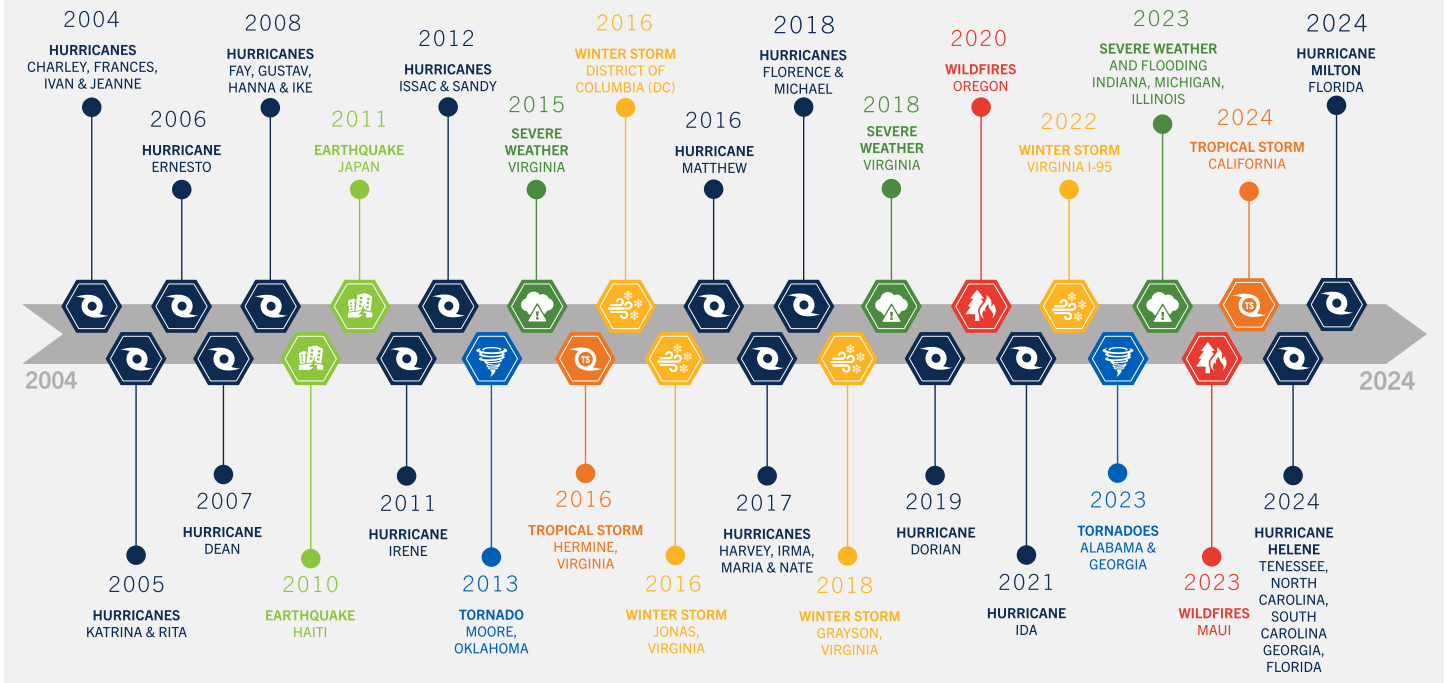 2004
HURRICANES
CHARLEY, FRANCES,
IVAN & JEANNE
2006
HURRICANE
ERNESTO
2008
HURRICANES
FAY, GUSTAV,
HANNA & IKE
2011
EARTHQUAKE
JAPAN
2012
HURRICANES
ISSAC & SANDY
2015
SEVERE
WEATHER
VIRGINIA
2016
WINTER STORM
DISTRICT OF
COLUMBIA (DC)
2016
HURRICANE
MATTHEW
2018
HURRICANES
FLORENCE &
MICHAEL
2018
SEVERE
WEATHER
VIRGINIA
2020
WILDFIRES
OREGON
2022
WINTER STORM
VIRGINIA I-95
2023
SEVERE WEATHER
AND FLOODING
INDIANA, MICHIGAN,
ILLINOIS
2024
TROPICAL STORM
CALIFORNIA
2024
HURRICANE
MILTON
FLORIDA
TS
TS
2004
2024
2005
HURRICANES
KATRINA & RITA
2007
HURRICANE
DEAN
2010
EARTHQUAKE
HAITI
2011
HURRICANE
IRENE
2013
TORNADO
MOORE,
OKLAHOMA
2016
TROPICAL STORM
HERMINE,
VIRGINIA
2016
WINTER STORM
JONAS,
VIRGINIA
2017
HURRICANES
HARVEY, IRMA,
MARIA & NATE
2018
WINTER STORM
GRAYSON,
VIRGINIA
2019
HURRICANE
DORIAN
2021
HURRICANE
IDA
2023
TORNADOES
ALABAMA &
GEORGIA
2023
WILDFIRES
MAUI
2024
HURRICANE
HELENE
TENESSEE,
NORTH
CAROLINA,
SOUTH
CAROLINA
GEORGIA,
FLORIDA